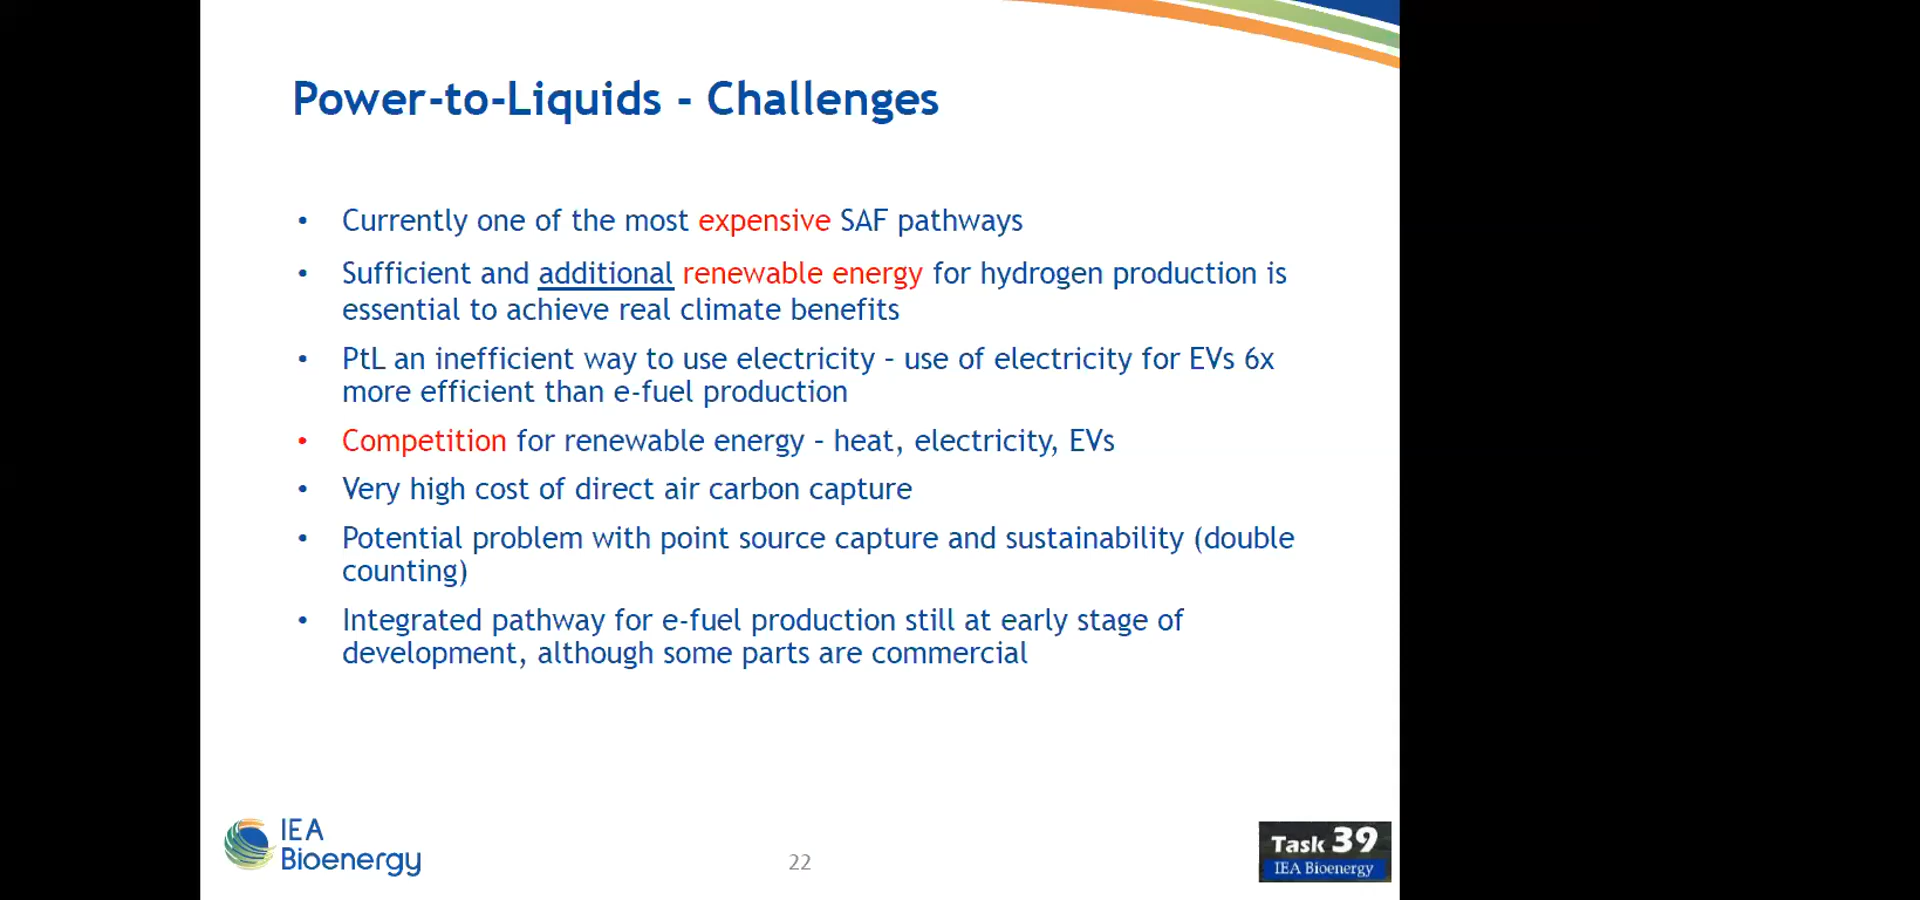 Power-to-Liquids - Challenges
• Currently one of the most expensive SAF pathways
• Sufficient and additional renewable energy for hydrogen production is
essential to achieve real climate benefits
• PtL an inefficient way to use electricity – use of electricity for EVs 6x
more efficient than e-fuel production
• Competition for renewable energy – heat, electricity, EVs
• Very high cost of direct air carbon capture
• Potential problem with point source capture and sustainability (double
counting)
• Integrated pathway for e-fuel production still at early stage of
development, although some parts are commercial
IEA
Bioenergy
22
Task 39
IEA Bioenergy